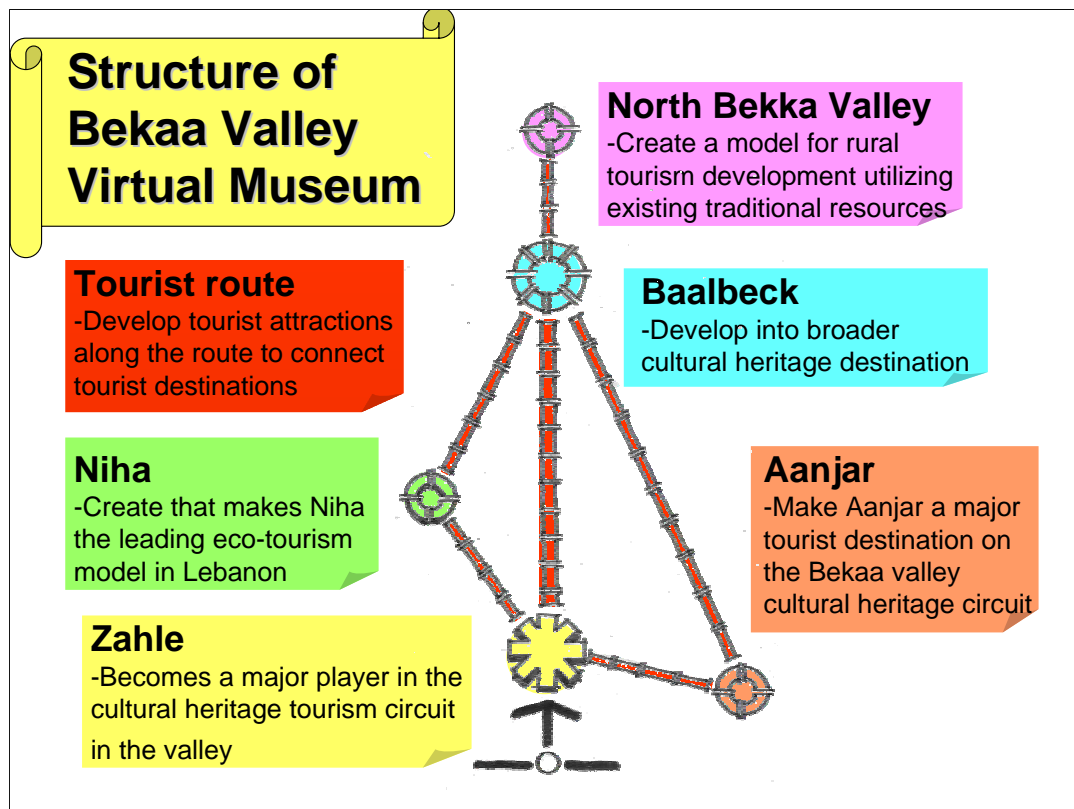 Structure of
Bekaa Valley
Virtual Museum
North Bekka Valley
-Create a model for rural
tourism development utilizing
existing traditional resources
Tourist route
-Develop tourist attractions
along the route to connect
tourist destinations
Baalbeck
-Develop into broader
cultural heritage destination
Niha
-Create that makes Niha
the leading eco-tourism
model in Lebanon
Aanjar
-Make Aanjar a major
tourist destination on
the Bekaa valley
cultural heritage circuit
Zahle
-Becomes a major player in the
cultural heritage tourism circuit
in the valley